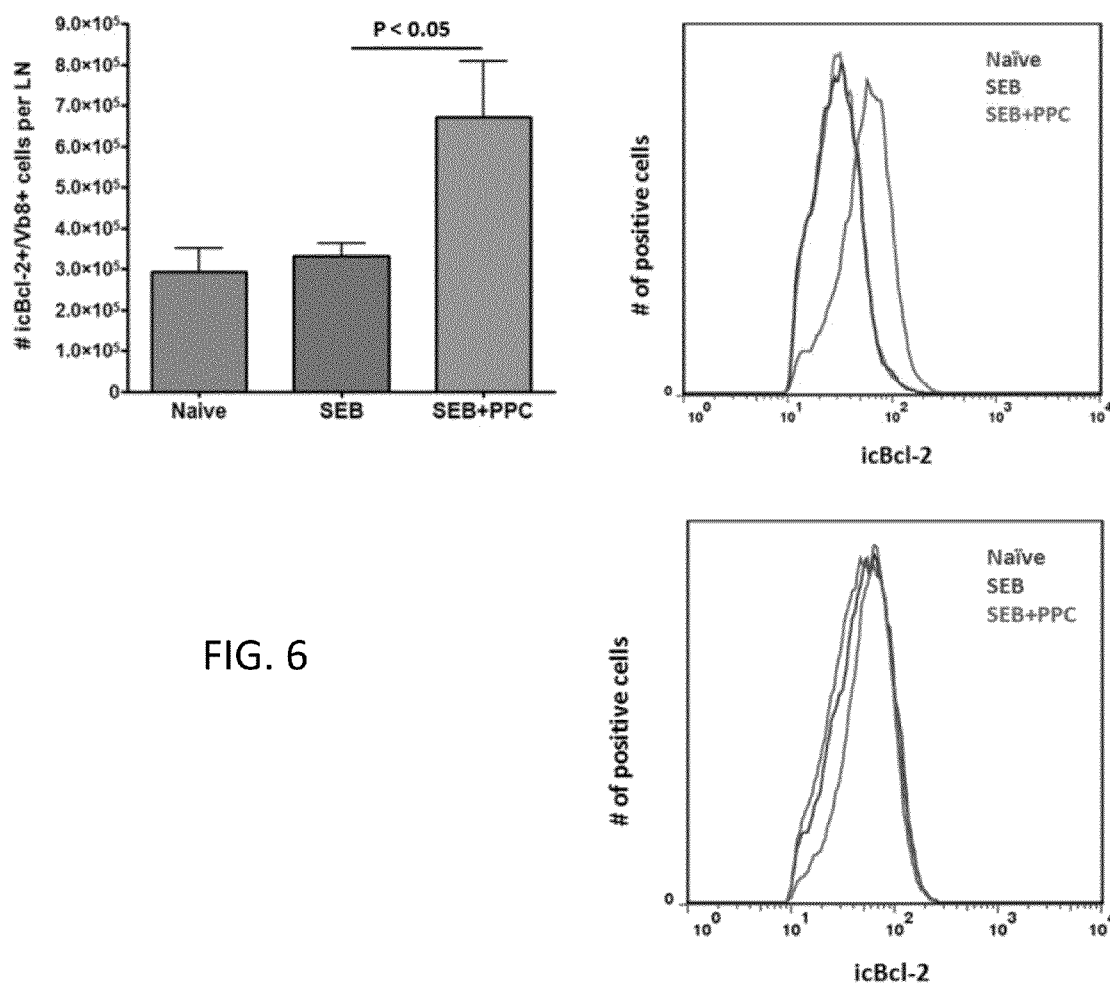 # icBcl-2+/Vb8+ cells per LN
9.0×10⁵
8.0×10⁵
7.0×10⁵
6.0×10⁵
5.0×10⁵
4.0×10⁵
3.0×10⁵
2.0×10⁵
1.0×10⁵
0
P < 0.05
Naive SEB SEB+PPC
# of positive cells
Naïve
SEB
SEB+PPC
0
10⁰ 10¹ 10² 10³ 10⁴
icBcl-2
FIG. 6
# of positive cells
Naïve
SEB
SEB+PPC
0
10⁰ 10¹ 10² 10³ 10⁴
icBcl-2